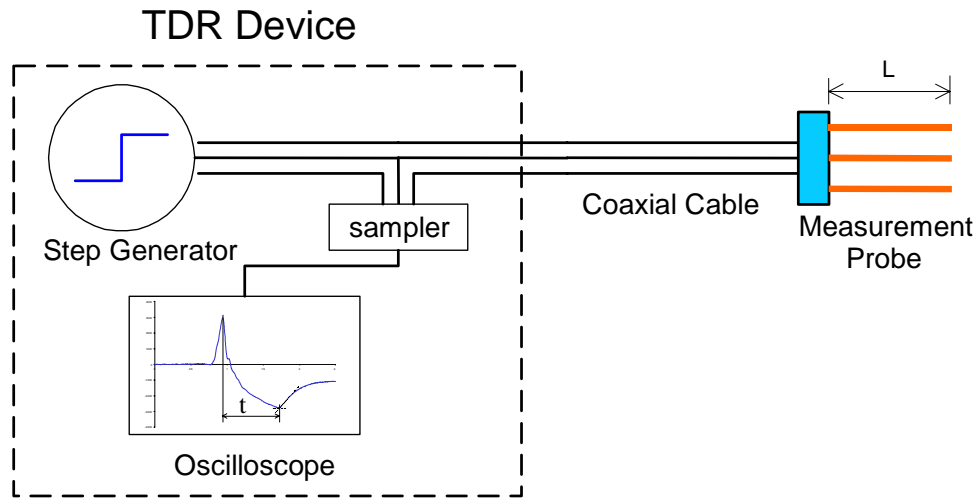 TDR Device
L
Step Generator
sampler
Coaxial Cable
Measurement
Probe
t
Oscilloscope